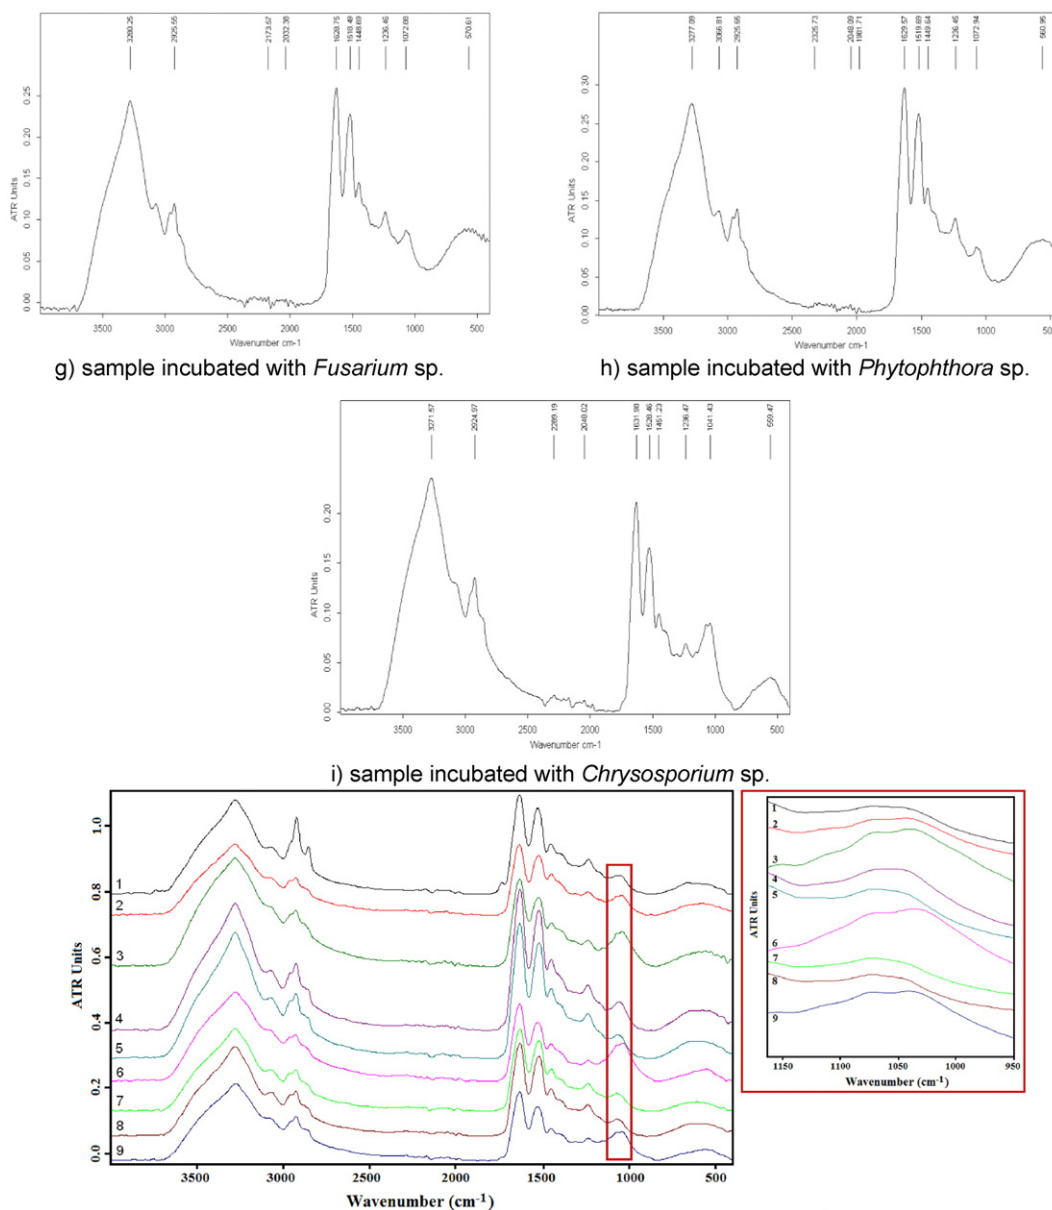 3280.25 2925.55 2173.57 2032.38 1628.75 1518.49 1448.69 1236.45 1072.88 570.61
ATR Units
0.00 0.05 0.10 0.15 0.20 0.25
3500 3000 2500 2000 1500 1000 500
Wavenumber cm-1
g) sample incubated with Fusarium sp.
3277.09 3066.81 2925.65 2325.73 2048.09 1981.71 1629.57 1519.89 1449.64 1236.45 1072.94 560.95
ATR Units
0.00 0.05 0.10 0.15 0.20 0.25 0.30
3500 3000 2500 2000 1500 1000 500
Wavenumber cm-1
h) sample incubated with Phytophthora sp.
3271.57 2924.97 2289.19 2048.02 1631.98 1528.46 1451.23 1236.47 1041.43 559.47
ATR Units
0.00 0.05 0.10 0.15 0.20
3500 3000 2500 2000 1500 1000 500
Wavenumber cm-1
i) sample incubated with Chrysosporium sp.
ATR Units
0.0 0.2 0.4 0.6 0.8 1.0
1
2
3
4
5
6
7
8
9
3500 3000 2500 2000 1500 1000 500
Wavenumber (cm-1)
ATR Units
1
2
3
4
5
6
7
8
9
1150 1100 1050 1000 950
Wavenumber (cm-1)